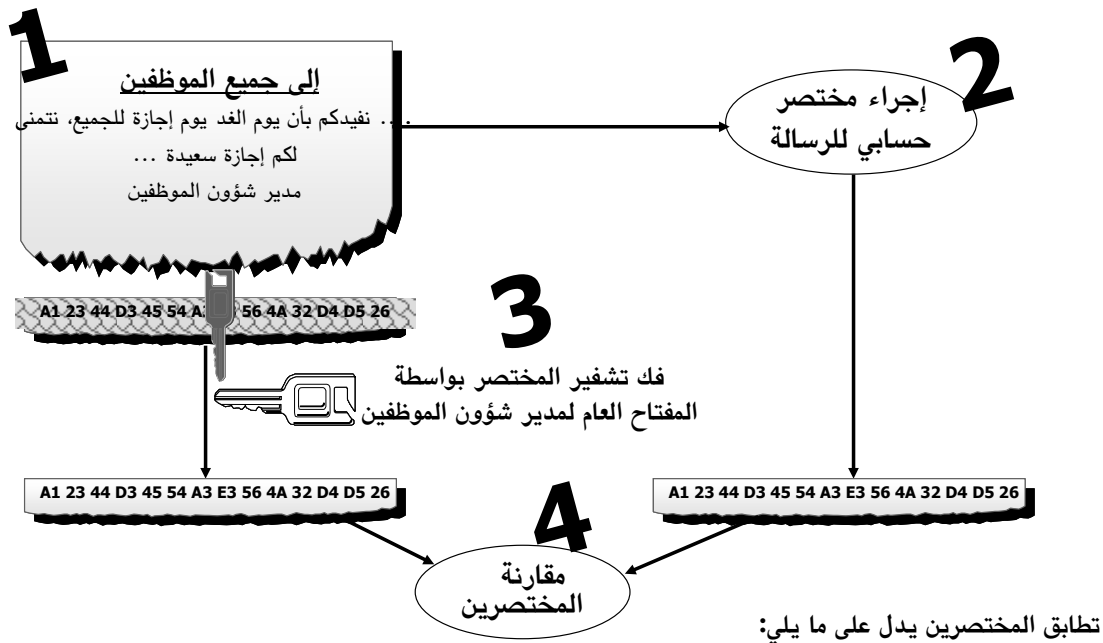 1
إلى جميع الموظفين
.... نفيدكم بأن يوم الغد يوم إجازة للجميع، نتمنى
لكم إجازة سعيدة ...
مدير شؤون الموظفين
2
إجراء مختصر
حسابي للرسالة
A1 23 44 D3 45 54 56 4A 32 D4 D5 26
3
فك تشفير المختصر بواسطة
المفتاح العام لمدير شؤون الموظفين
A1 23 44 D3 45 54 A3 E3 56 4A 32 D4 D5 26
A1 23 44 D3 45 54 A3 E3 56 4A 32 D4 D5 26
4
مقارنة
المختصرين
تطابق المختصرين يدل على ما يلي: